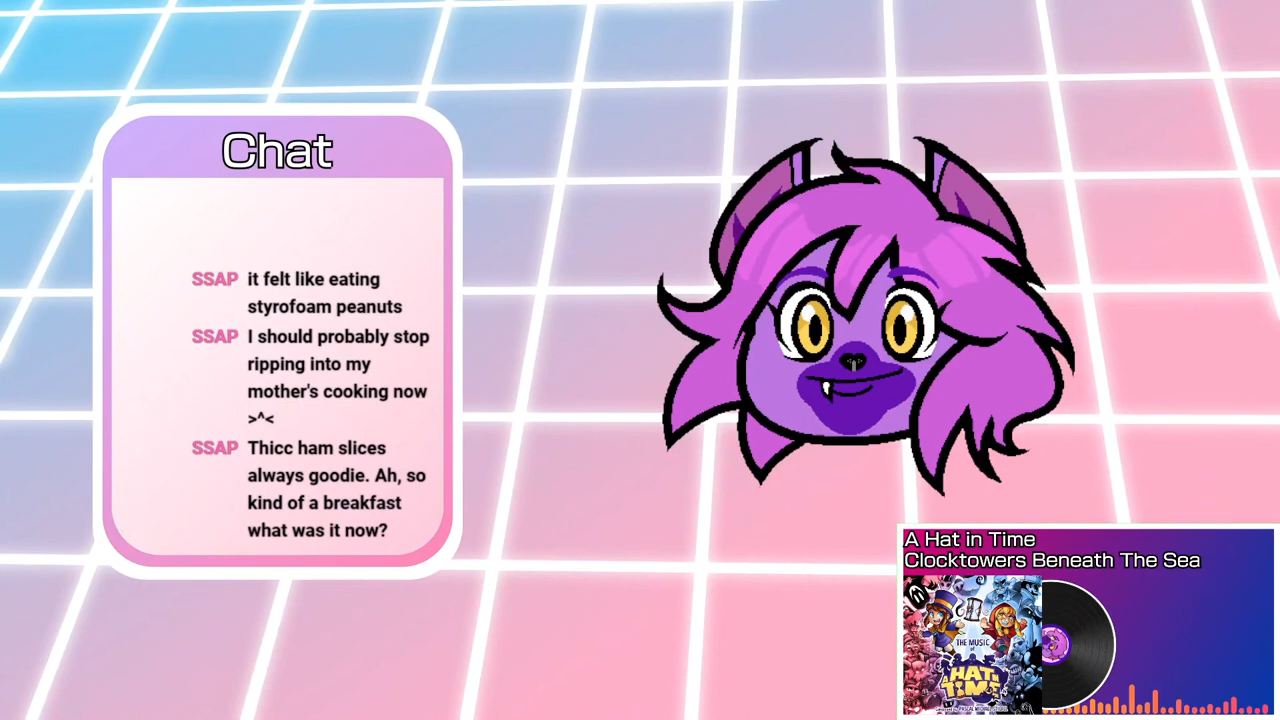 Chat
SSAP it felt like eating
styrofoam peanuts
SSAP I should probably stop
ripping into my
mother's cooking now
>^<
SSAP Thicc ham slices
always goodie. Ah, so
kind of a breakfast
what was it now?
A Hat in Time
Clocktowers Beneath The Sea
THE MUSIC
of
A HAT
IN TIME